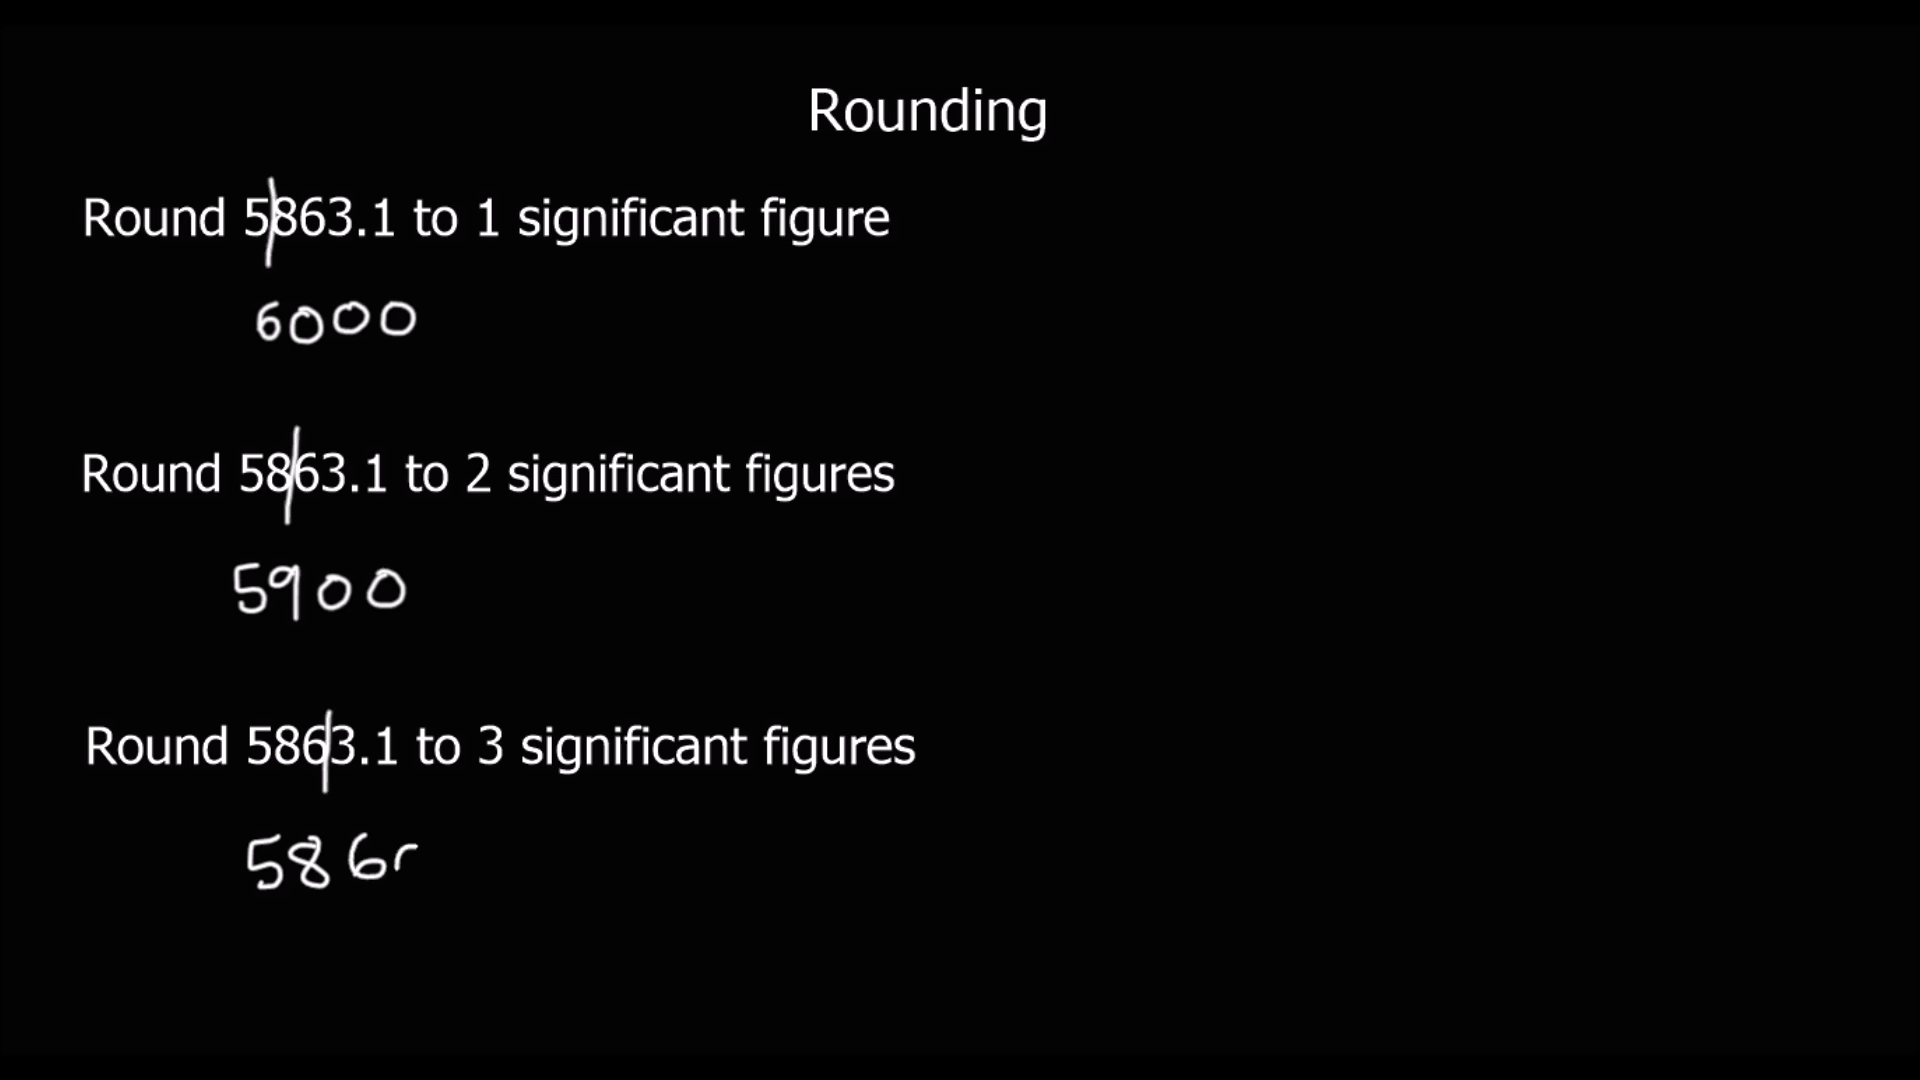 Rounding
Round 5863.1 to 1 significant figure
6000
Round 5863.1 to 2 significant figures
5900
Round 5863.1 to 3 significant figures
586